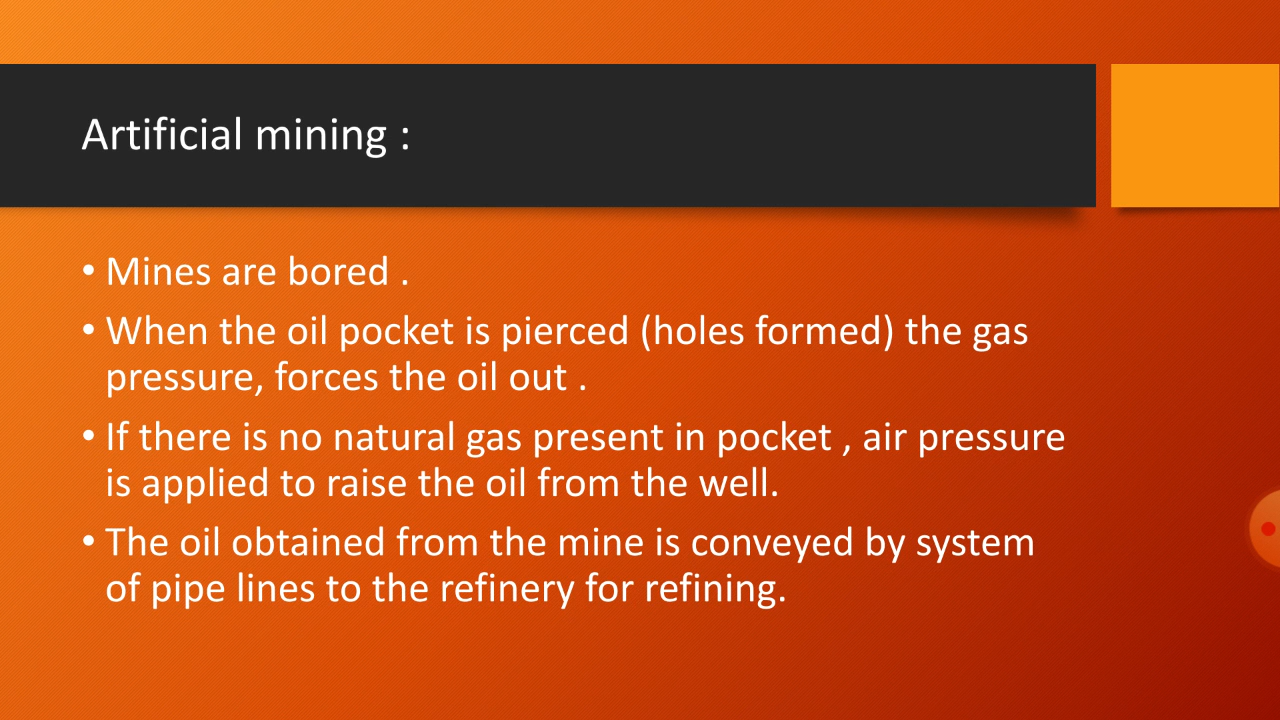 Artificial mining :
• Mines are bored .
• When the oil pocket is pierced (holes formed) the gas
pressure, forces the oil out .
• If there is no natural gas present in pocket , air pressure
is applied to raise the oil from the well.
• The oil obtained from the mine is conveyed by system
of pipe lines to the refinery for refining.